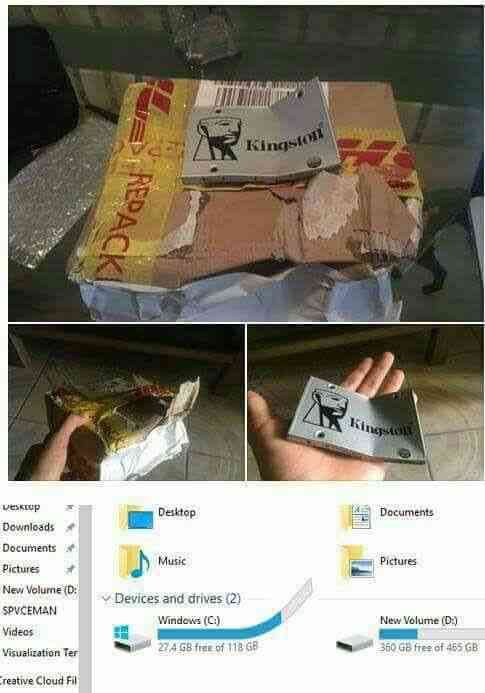 Kingston
REPACK
Kingston
Desktop
Desktop
Documents
Downloads
Documents
Pictures
Music
Pictures
New Volume (D:
Devices and drives (2)
SPVCEMAN
Windows (C:)
New Volume (D:)
Videos
27.4 GB free of 118 GB
360 GB free of 465 GB
Visualization Ter
Creative Cloud Fil